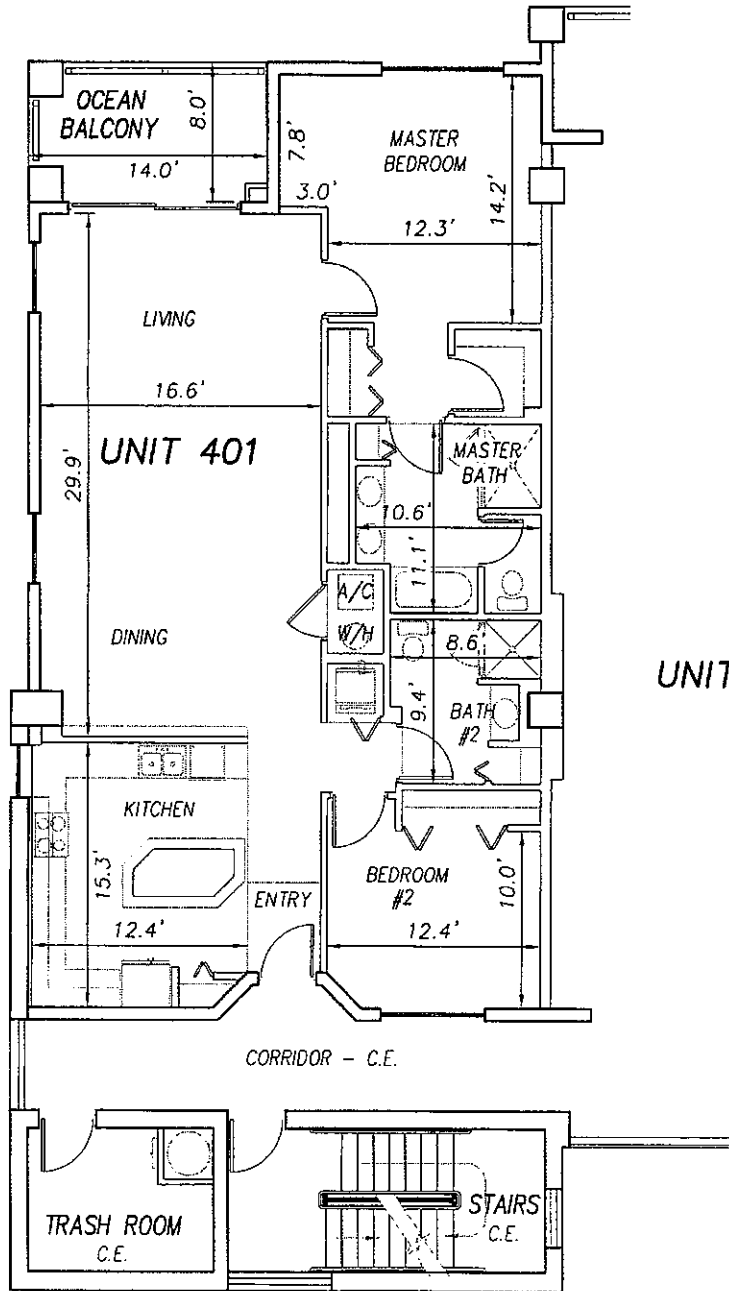 OCEAN
BALCONY
8.0'
14.0'
7.8'
3.0'
MASTER
BEDROOM
12.3'
14.2'
LIVING
16.6'
UNIT 401
29.9'
MASTER
BATH
10.6'
11.1'
A/C
W/H
DINING
8.6
9.4'
BATH
#2
UNIT
KITCHEN
15.3'
12.4'
ENTRY
BEDROOM
#2
10.0'
12.4'
CORRIDOR - C.E.
TRASH ROOM
C.E.
STAIRS
C.E.